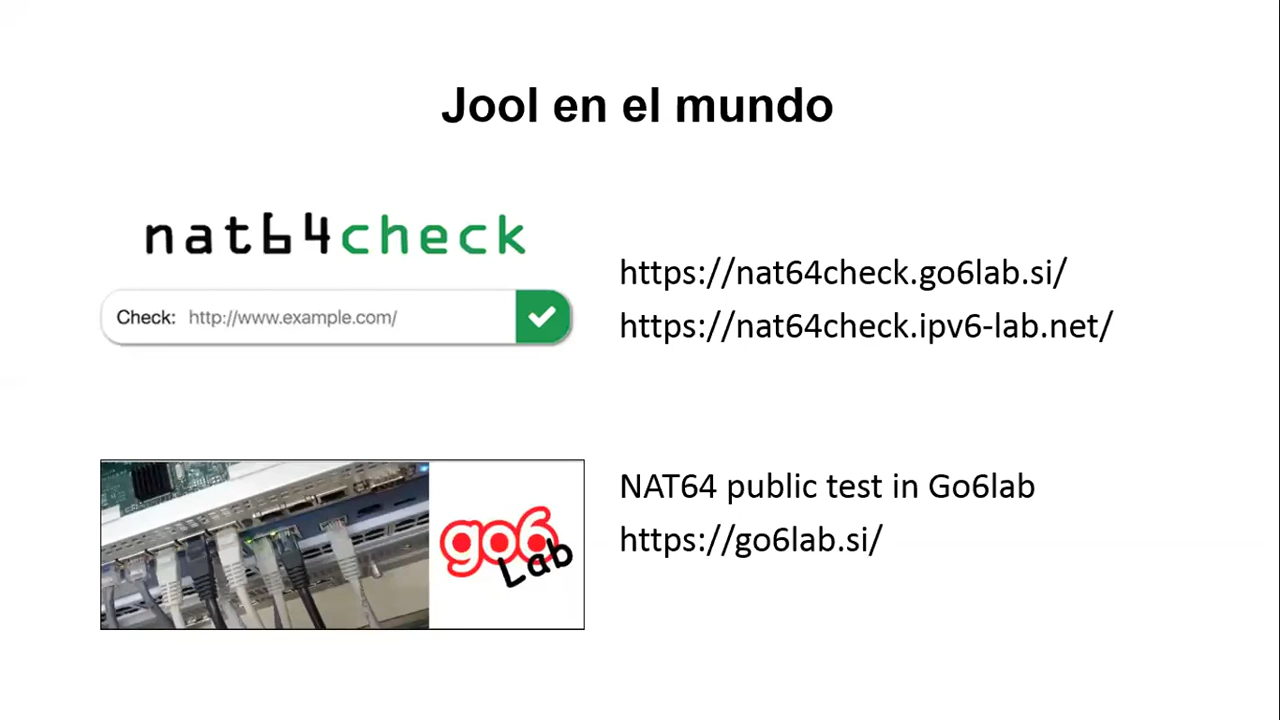 Jool en el mundo
nat64check
Check: http://www.example.com/
https://nat64check.go6lab.si/
https://nat64check.ipv6-lab.net/
go6
Lab
NAT64 public test in Go6lab
https://go6lab.si/